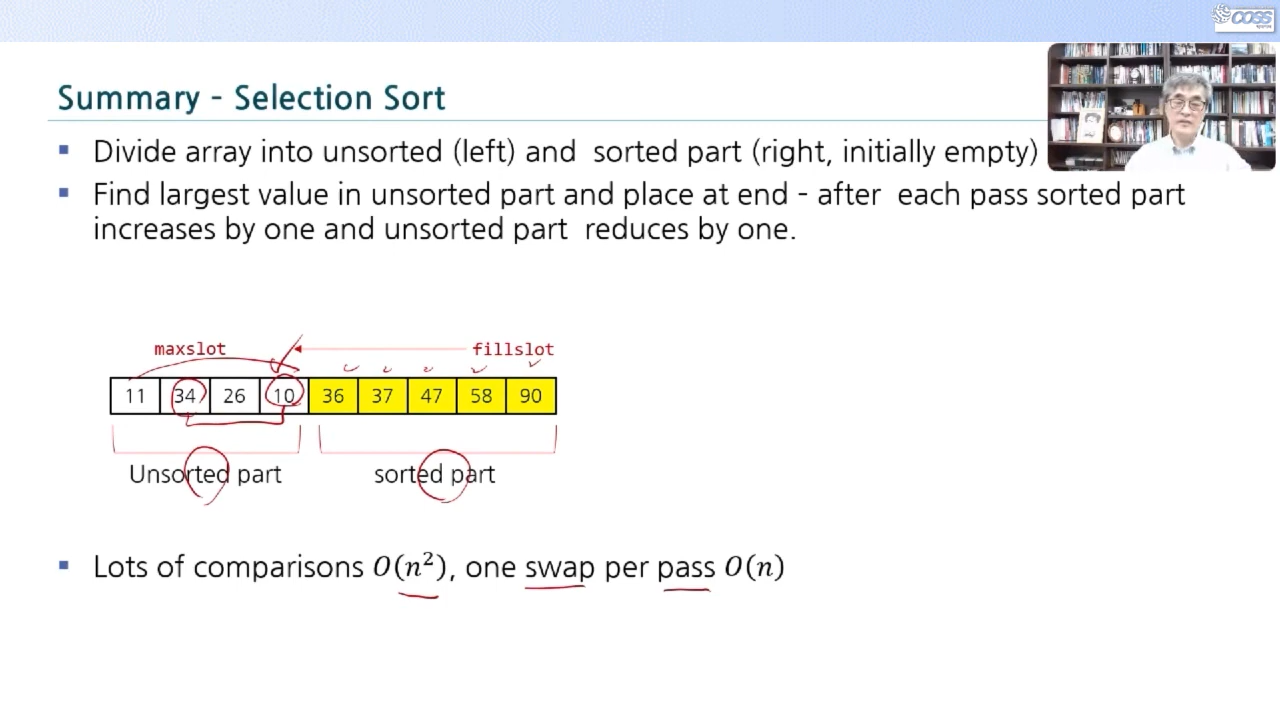 COSS
Summary - Selection Sort
▪ Divide array into unsorted (left) and sorted part (right, initially empty)
▪ Find largest value in unsorted part and place at end - after each pass sorted part
increases by one and unsorted part reduces by one.
maxslot fillslot
11 34 26 10 36 37 47 58 90
Unsorted part sorted part
▪ Lots of comparisons O(n²), one swap per pass O(n)